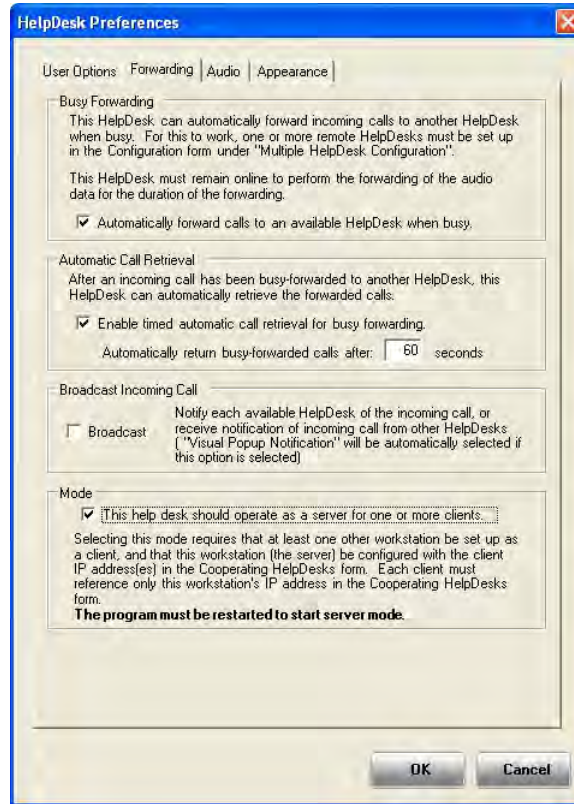 HelpDesk Preferences
User Options Forwarding Audio Appearance
Busy Forwarding
This HelpDesk can automatically forward incoming calls to another HelpDesk
when busy. For this to work, one or more remote HelpDesks must be set up
in the Configuration form under "Multiple HelpDesk Configuration".
This HelpDesk must remain online to perform the forwarding of the audio
data for the duration of the forwarding.
Automatically forward calls to an available HelpDesk when busy.
Automatic Call Retrieval
After an incoming call has been busy-forwarded to another HelpDesk, this
HelpDesk can automatically retrieve the forwarded calls.
Enable timed automatic call retrieval for busy forwarding.
Automatically return busy-forwarded calls after: 60 seconds
Broadcast Incoming Call
Broadcast
Notify each available HelpDesk of the incoming call, or
receive notification of incoming call from other HelpDesks
( "Visual Popup Notification" will be automatically selected if
this option is selected)
Mode
This help desk should operate as a server for one or more clients.
Selecting this mode requires that at least one other workstation be set up as
a client, and that this workstation (the server) be configured with the client
IP address(es) in the Cooperating HelpDesks form. Each client must
reference only this workstation's IP address in the Cooperating HelpDesks
form.
The program must be restarted to start server mode.
OK Cancel